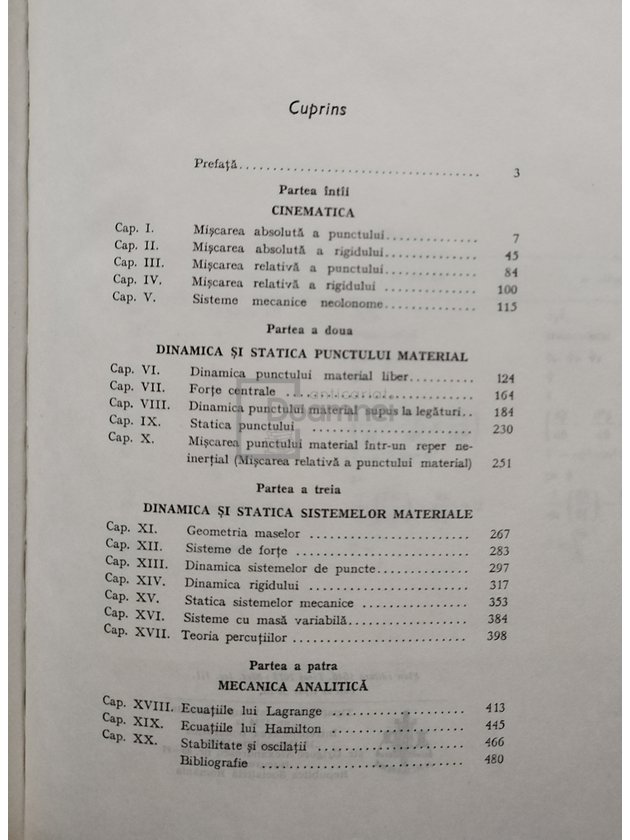 Cuprins
Prefață................................... 3
Partea întîi
CINEMATICA
Cap. I. Mișcarea absolută a punctului............. 7
Cap. II. Mișcarea absolută a rigidului............. 45
Cap. III. Mișcarea relativă a punctului............. 84
Cap. IV. Mișcarea relativă a rigidului ............. 100
Cap. V. Sisteme mecanice neolonome............. 115
Partea a doua
DINAMICA ȘI STATICA PUNCTULUI MATERIAL
Cap. VI. Dinamica punctului material liber.......... 124
Cap. VII. Forțe centrale .......................... 164
Cap. VIII. Dinamica punctului material supus la legături.. 184
Cap. IX. Statica punctului ...................... 230
Cap. X. Mișcarea punctului material într-un reper ne-
inerțial (Mișcarea relativă a punctului material) 251
Partea a treia
DINAMICA ȘI STATICA SISTEMELOR MATERIALE
Cap. XI. Geometria maselor ...................... 267
Cap. XII. Sisteme de forțe ........................ 283
Cap. XIII. Dinamica sistemelor de puncte............. 297
Cap. XIV. Dinamica rigidului ....................... 317
Cap. XV. Statica sistemelor mecanice ............... 353
Cap. XVI. Sisteme cu masă variabilă................. 384
Cap. XVII. Teoria percuțiilor ........................ 398
Partea a patra
MECANICA ANALITICĂ
Cap. XVIII. Ecuațiile lui Lagrange ................... 413
Cap. XIX. Ecuațiile lui Hamilton ................... 445
Cap. XX. Stabilitate și oscilații ..................... 466
Bibliografie ............................ 480